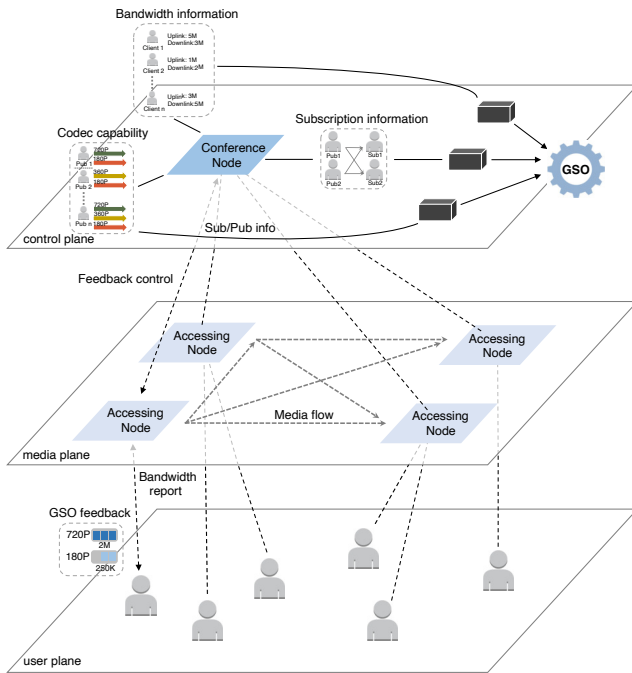 Bandwidth information
Uplink: 5M
Downlink:3M
Client 1
Uplink: 1M
Downlink:2M
Client 2
Uplink: 3M
Downlink:5M
Client n
Codec capability
720P
180P
Pub 1
360P
180P
Pub 2
720P
360P
180P
Pub n
Conference
Node
Subscription information
Pub1
Sub1
Pub2
Sub2
GSO
Sub/Pub info
control plane
Feedback control
Accessing
Node
Accessing
Node
Accessing
Node
Media flow
Accessing
Node
media plane
Bandwidth
report
GSO feedback
720P
2M
180P
250K
user plane